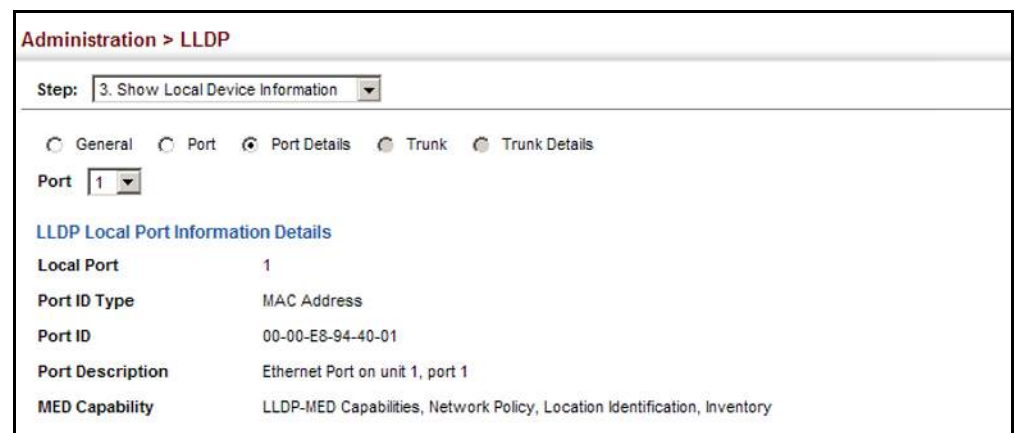 Administration > LLDP
Step: 3. Show Local Device Information
General Port Port Details Trunk Trunk Details
Port 1
LLDP Local Port Information Details
Local Port 1
Port ID Type MAC Address
Port ID 00-00-E8-94-40-01
Port Description Ethernet Port on unit 1, port 1
MED Capability LLDP-MED Capabilities, Network Policy, Location Identification, Inventory